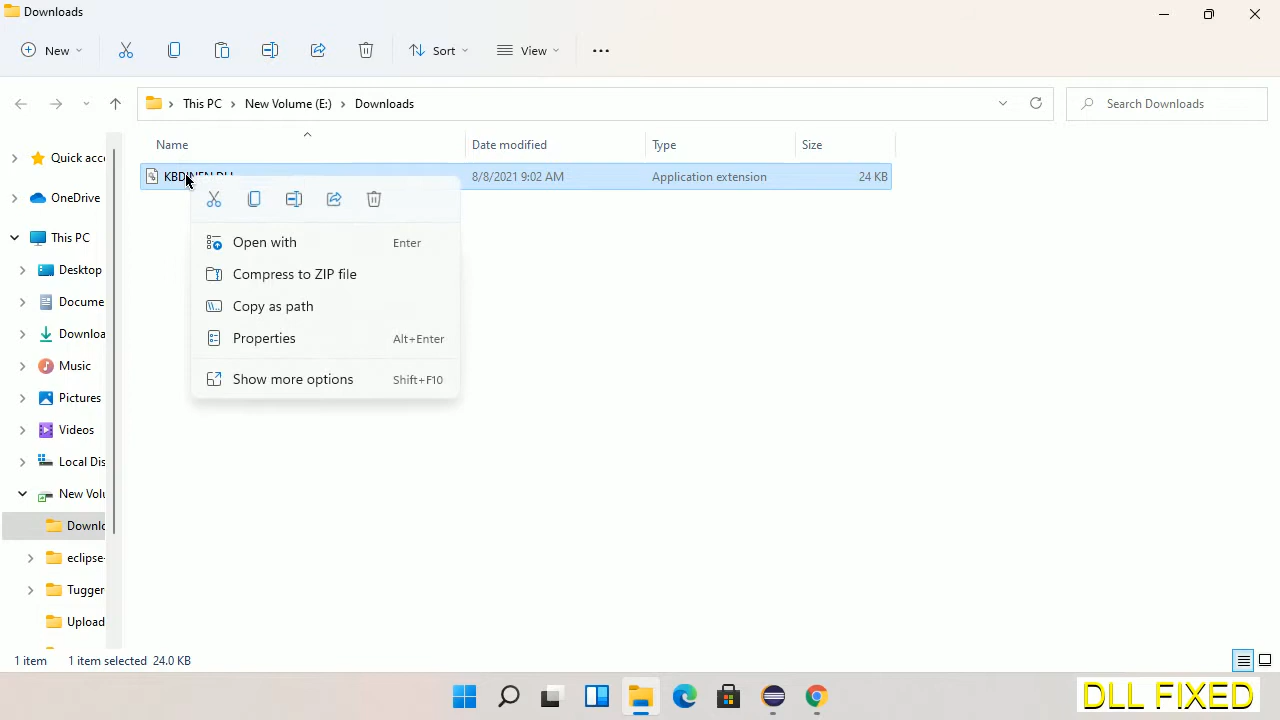 Downloads
New
Sort
View
This PC
New Volume (E:)
Downloads
Search Downloads
Name
Date modified
Type
Size
8/8/2021 9:02 AM
Application extension
24 KB
Quick acc
OneDrive
This PC
Desktop
Docume
Downloa
Music
Pictures
Videos
Local Dis
New Volu
Downlo
eclipse-
Tugger
Upload
Open with Enter
Compress to ZIP file
Copy as path
Properties Alt+Enter
Show more options Shift+F10
1 item 1 item selected 24.0 KB
DLL FIXED